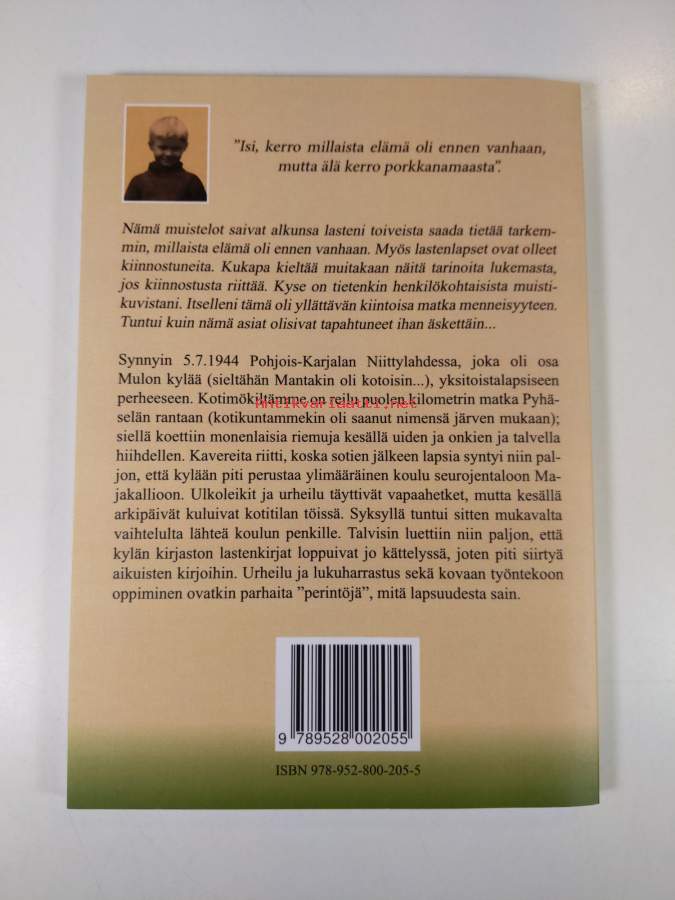 ”Isi, kerro millaista elämä oli ennen vanhaan,
mutta älä kerro porkkanamaasta”.
Nämä muistelot saivat alkunsa lasteni toiveista saada tietää tarkem-
min, millaista elämä oli ennen vanhaan. Myös lastenlapset ovat olleet
kiinnostuneita. Kukapa kieltää muitakaan näitä tarinoita lukemasta,
jos kiinnostusta riittää. Kyse on tietenkin henkilökohtaisista muisti-
kuvistani. Itselleni tämä oli yllättävän kiintoisa matka menneisyyteen.
Tuntui kuin nämä asiat olisivat tapahtuneet ihan äskettäin...
Synnyin 5.7.1944 Pohjois-Karjalan Niittylahdessa, joka oli osa
Mulon kylää (sieltähän Mantakin oli kotoisin...), yksitoistalapsiseen
perheeseen. Kotimökiltämme on reilu puolen kilometrin matka Pyhä-
Antikvariaatti.net
selän rantaan (kotikuntammekin oli saanut nimensä järven mukaan);
siellä koettiin monenlaisia riemuja kesällä uiden ja onkien ja talvella
hiihdellen. Kavereita riitti, koska sotien jälkeen lapsia syntyi niin pal-
jon, että kylään piti perustaa ylimääräinen koulu seurojentaloon Ma-
jakallioon. Ulkoleikit ja urheilu täyttivät vapaahetket, mutta kesällä
arkipäivät kuluivat kotitilan töissä. Syksyllä tuntui sitten mukavalta
vaihtelulta lähteä koulun penkille. Talvisin luettiin niin paljon, että
kylän kirjaston lastenkirjat loppuivat jo kättelyssä, joten piti siirtyä
aikuisten kirjoihin. Urheilu ja lukuharrastus sekä kovaan työntekoon
oppiminen ovatkin parhaita ”perintöjä”, mitä lapsuudesta sain.
9 789528 002055
ISBN 978-952-800-205-5